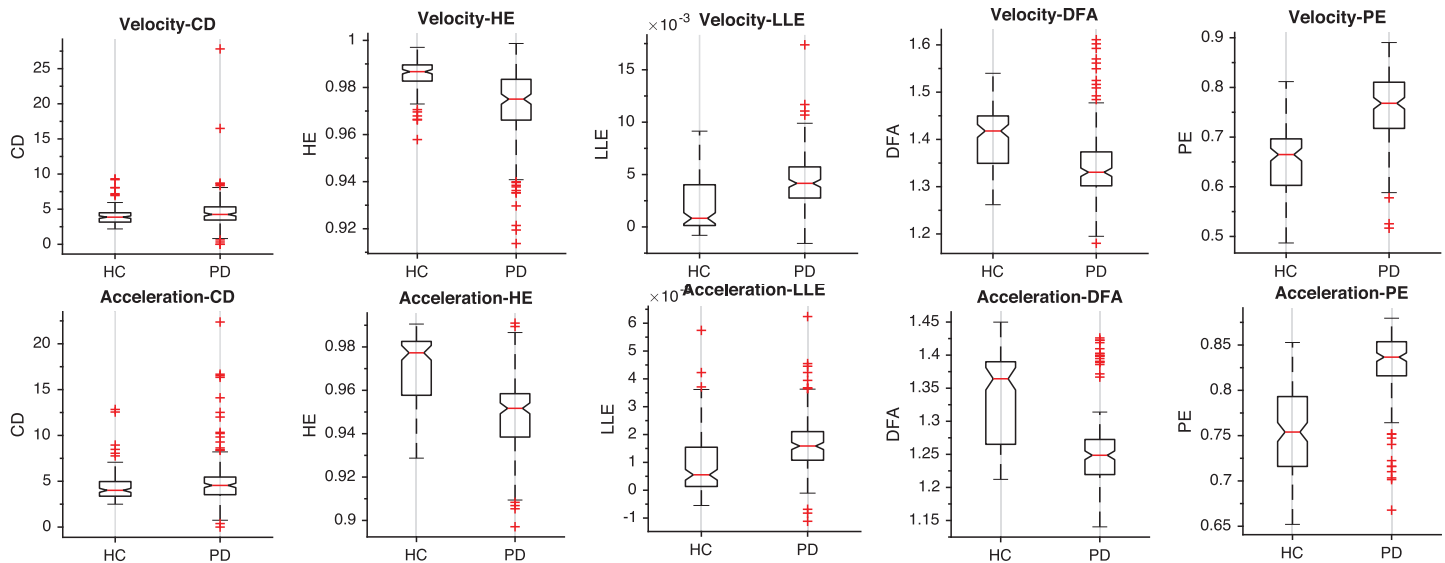 Velocity-CD
25
20
15
10
5
0
CD
HC PD
Velocity-HE
1
0.98
0.96
0.94
0.92
HE
HC PD
×10-3
Velocity-LLE
15
10
5
0
LLE
HC PD
Velocity-DFA
1.6
1.5
1.4
1.3
1.2
DFA
HC PD
Velocity-PE
0.9
0.8
0.7
0.6
0.5
PE
HC PD
Acceleration-CD
20
15
10
5
0
CD
HC PD
Acceleration-HE
0.98
0.96
0.94
0.92
0.9
HE
HC PD
Acceleration-LLE
6
5
4
3
2
1
0
-1
LLE
HC PD
Acceleration-DFA
1.45
1.4
1.35
1.3
1.25
1.2
1.15
DFA
HC PD
Acceleration-PE
0.85
0.75
0.65
PE
HC PD